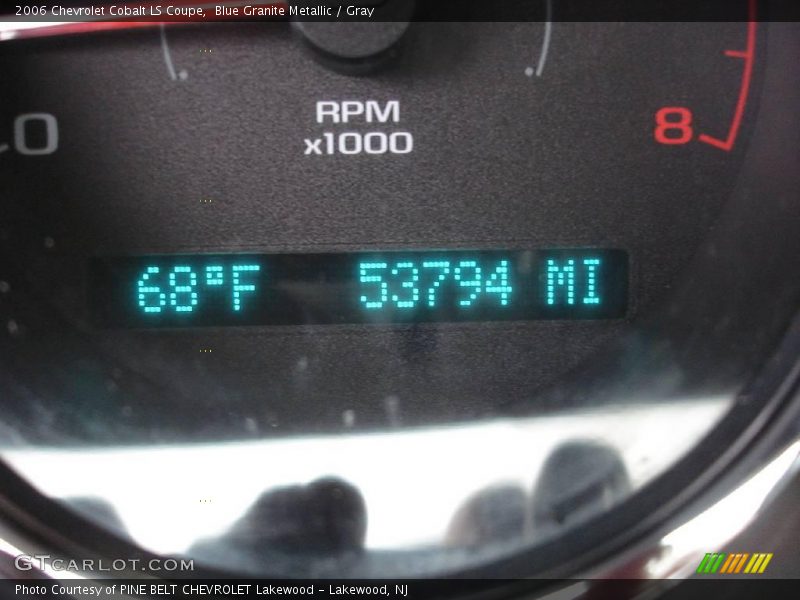 2006 Chevrolet Cobalt LS Coupe, Blue Granite Metallic / Gray
RPM
x1000
0
8
68°F 53794 MI
GTCARLOT.COM
Photo Courtesy of PINE BELT CHEVROLET Lakewood - Lakewood, NJ